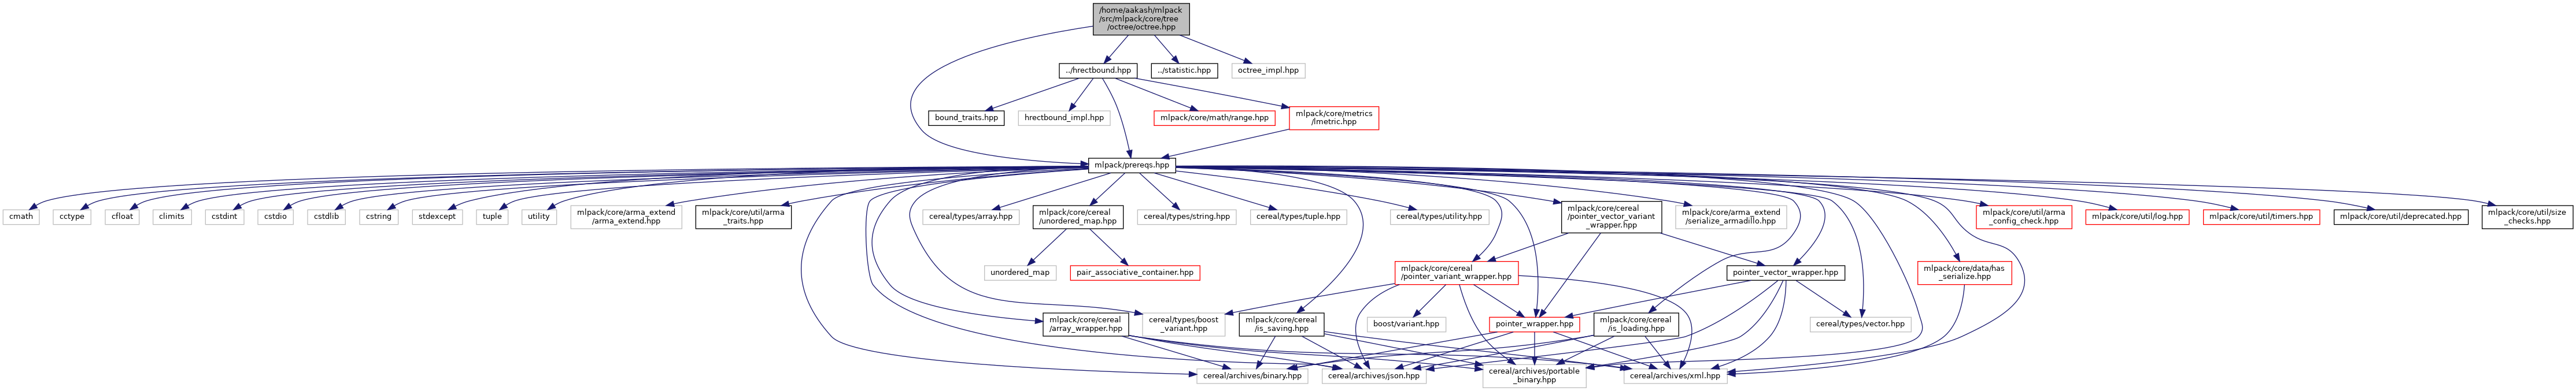 /home/aakash/mlpack
/src/mlpack/core/tree
/octree/octree.hpp
../hrectbound.hpp
../statistic.hpp
octree_impl.hpp
bound_traits.hpp
hrectbound_impl.hpp
mlpack/core/math/range.hpp
mlpack/core/metrics
/lmetric.hpp
mlpack/prereqs.hpp
cmath
cctype
cfloat
climits
cstdint
cstdio
cstdlib
cstring
stdexcept
tuple
utility
mlpack/core/arma_extend
/arma_extend.hpp
mlpack/core/util/arma
_traits.hpp
cereal/types/array.hpp
mlpack/core/cereal
/unordered_map.hpp
cereal/types/string.hpp
cereal/types/tuple.hpp
cereal/types/utility.hpp
mlpack/core/cereal
/pointer_vector_variant
_wrapper.hpp
mlpack/core/arma_extend
/serialize_armadillo.hpp
mlpack/core/util/arma
_config_check.hpp
mlpack/core/util/log.hpp
mlpack/core/util/timers.hpp
mlpack/core/util/deprecated.hpp
mlpack/core/util/size
_checks.hpp
unordered_map
pair_associative_container.hpp
mlpack/core/cereal
/pointer_variant_wrapper.hpp
pointer_vector_wrapper.hpp
mlpack/core/data/has
_serialize.hpp
mlpack/core/cereal
/array_wrapper.hpp
cereal/types/boost
_variant.hpp
mlpack/core/cereal
/is_saving.hpp
boost/variant.hpp
pointer_wrapper.hpp
mlpack/core/cereal
/is_loading.hpp
cereal/types/vector.hpp
cereal/archives/binary.hpp
cereal/archives/json.hpp
cereal/archives/portable
_binary.hpp
cereal/archives/xml.hpp